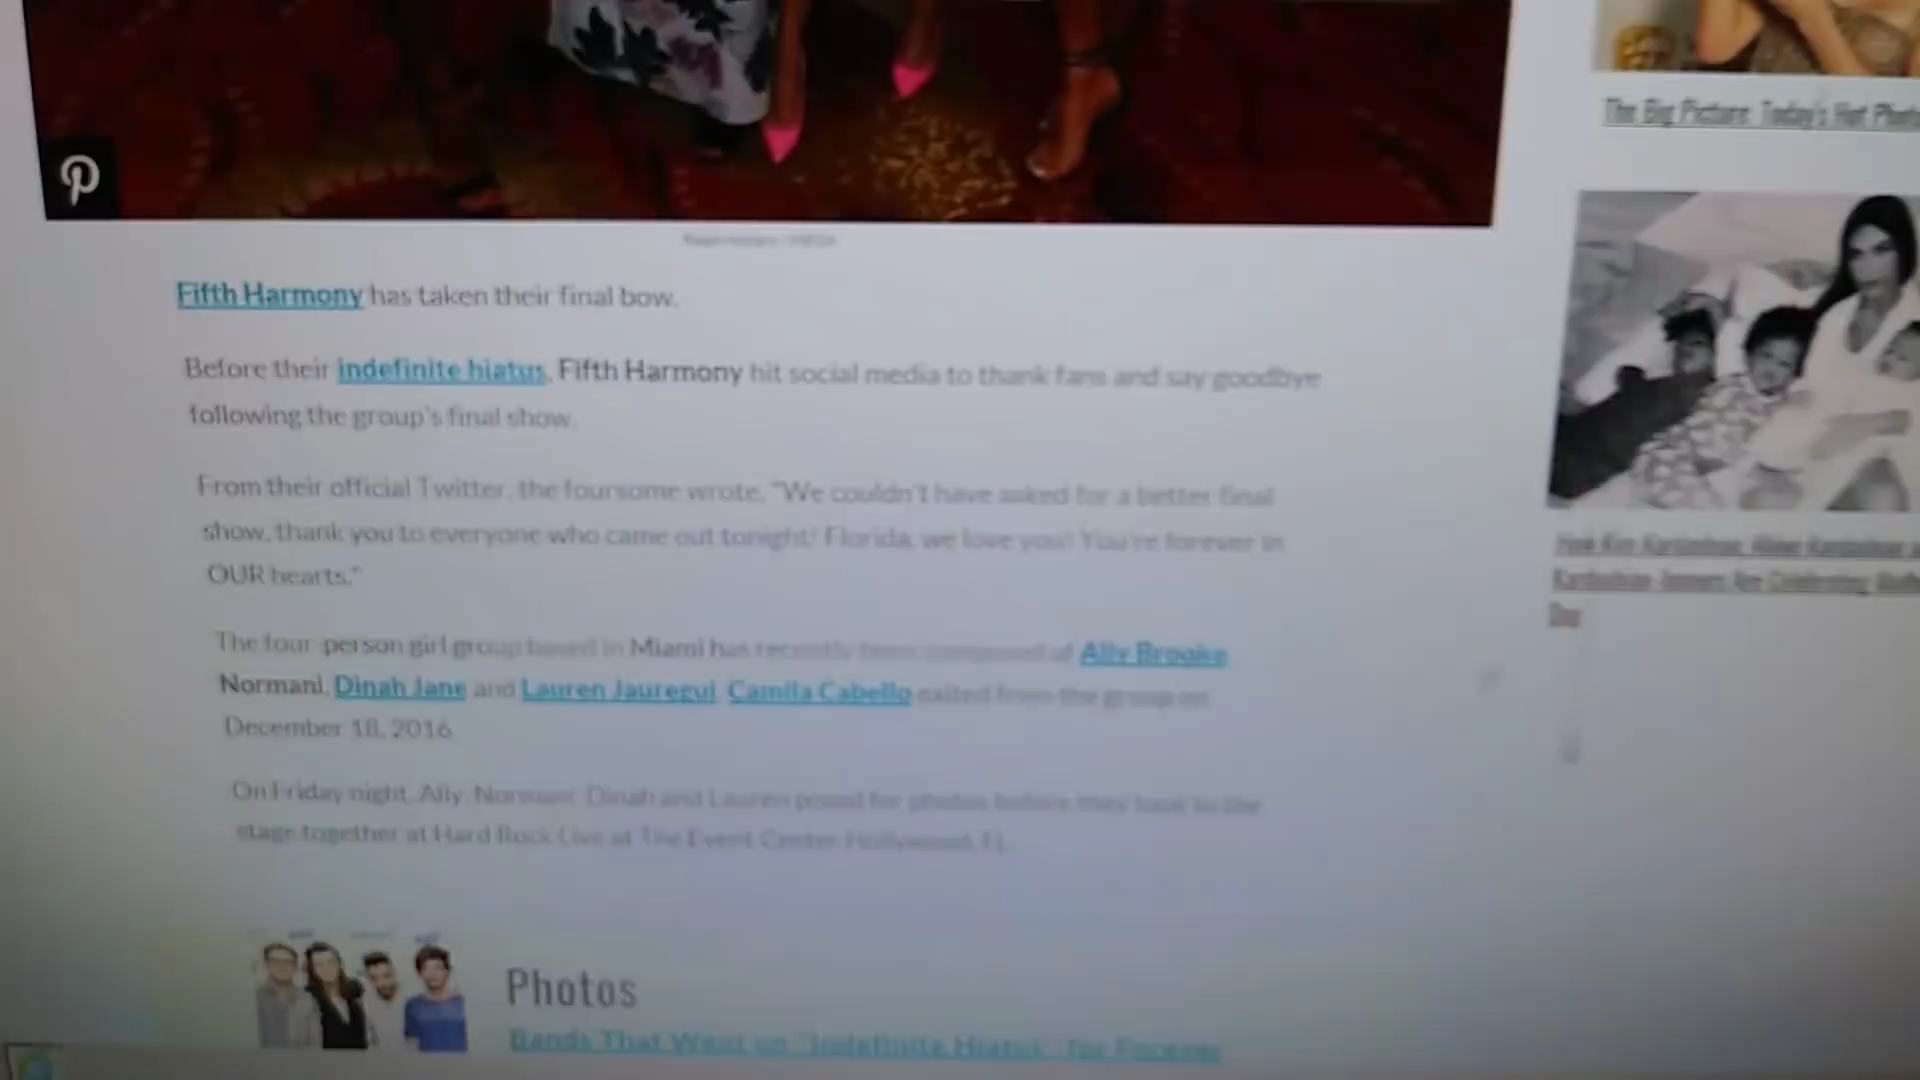 The Big Picture: Today's Hot Photo
Fifth Harmony has taken their final bow.
Before their indefinite hiatus, Fifth Harmony hit social media to thank fans and say goodbye
following the group's final show.
From their official Twitter, the foursome wrote, "We couldn't have asked for a better final
show, thank you to everyone who came out tonight! Florida, we love you!! You're forever in
OUR hearts."
The four-person girl group based in Miami has recently been composed of Ally Brooke
Normani, Dinah Jane and Lauren Jauregui. Camila Cabello exited from the group on
December 18, 2016.
On Friday night, Ally, Normani, Dinah and Lauren posed for photos before they took to the
stage together at Hard Rock Live at The Event Center Hollywood, FL.
Kardashian-Jenners Are Celebrating
Day
Photos
Bands That Went on "Indefinite Hiatus" for Forever